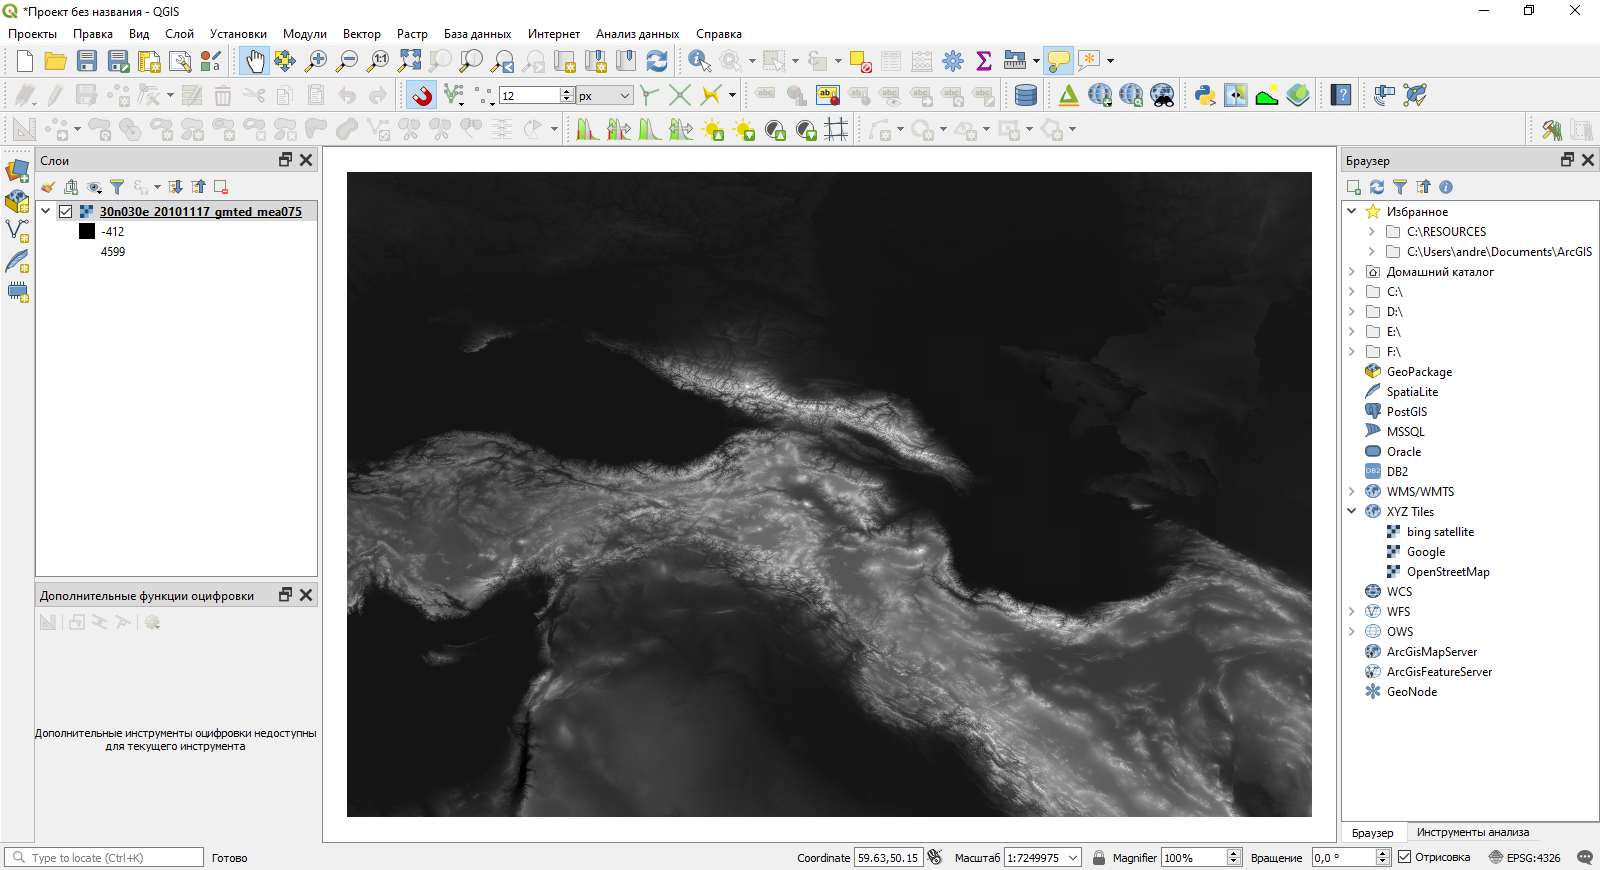 *Проект без названия - QGIS
Проекты Правка Вид Слой Установки Модули Вектор Растр База данных Интернет Анализ данных Справка
12 px
Слои
30n030e_20101117_gmted_mea075
-412
4599
Дополнительные функции оцифровки
Дополнительные инструменты оцифровки недоступны
для текущего инструмента
Браузер
Избранное
C:\RESOURCES
C:\Users\andre\Documents\ArcGIS
Домашний каталог
C:\
D:\
E:\
F:\
GeoPackage
SpatiaLite
PostGIS
MSSQL
Oracle
DB2
WMS/WMTS
XYZ Tiles
bing satellite
Google
OpenStreetMap
WCS
WFS
OWS
ArcGisMapServer
ArcGisFeatureServer
GeoNode
Браузер Инструменты анализа
Type to locate (Ctrl+K) Готово Coordinate 59.63,50.15 Масштаб 1:7249975 Magnifier 100% Вращение 0,0 ° Отрисовка EPSG:4326